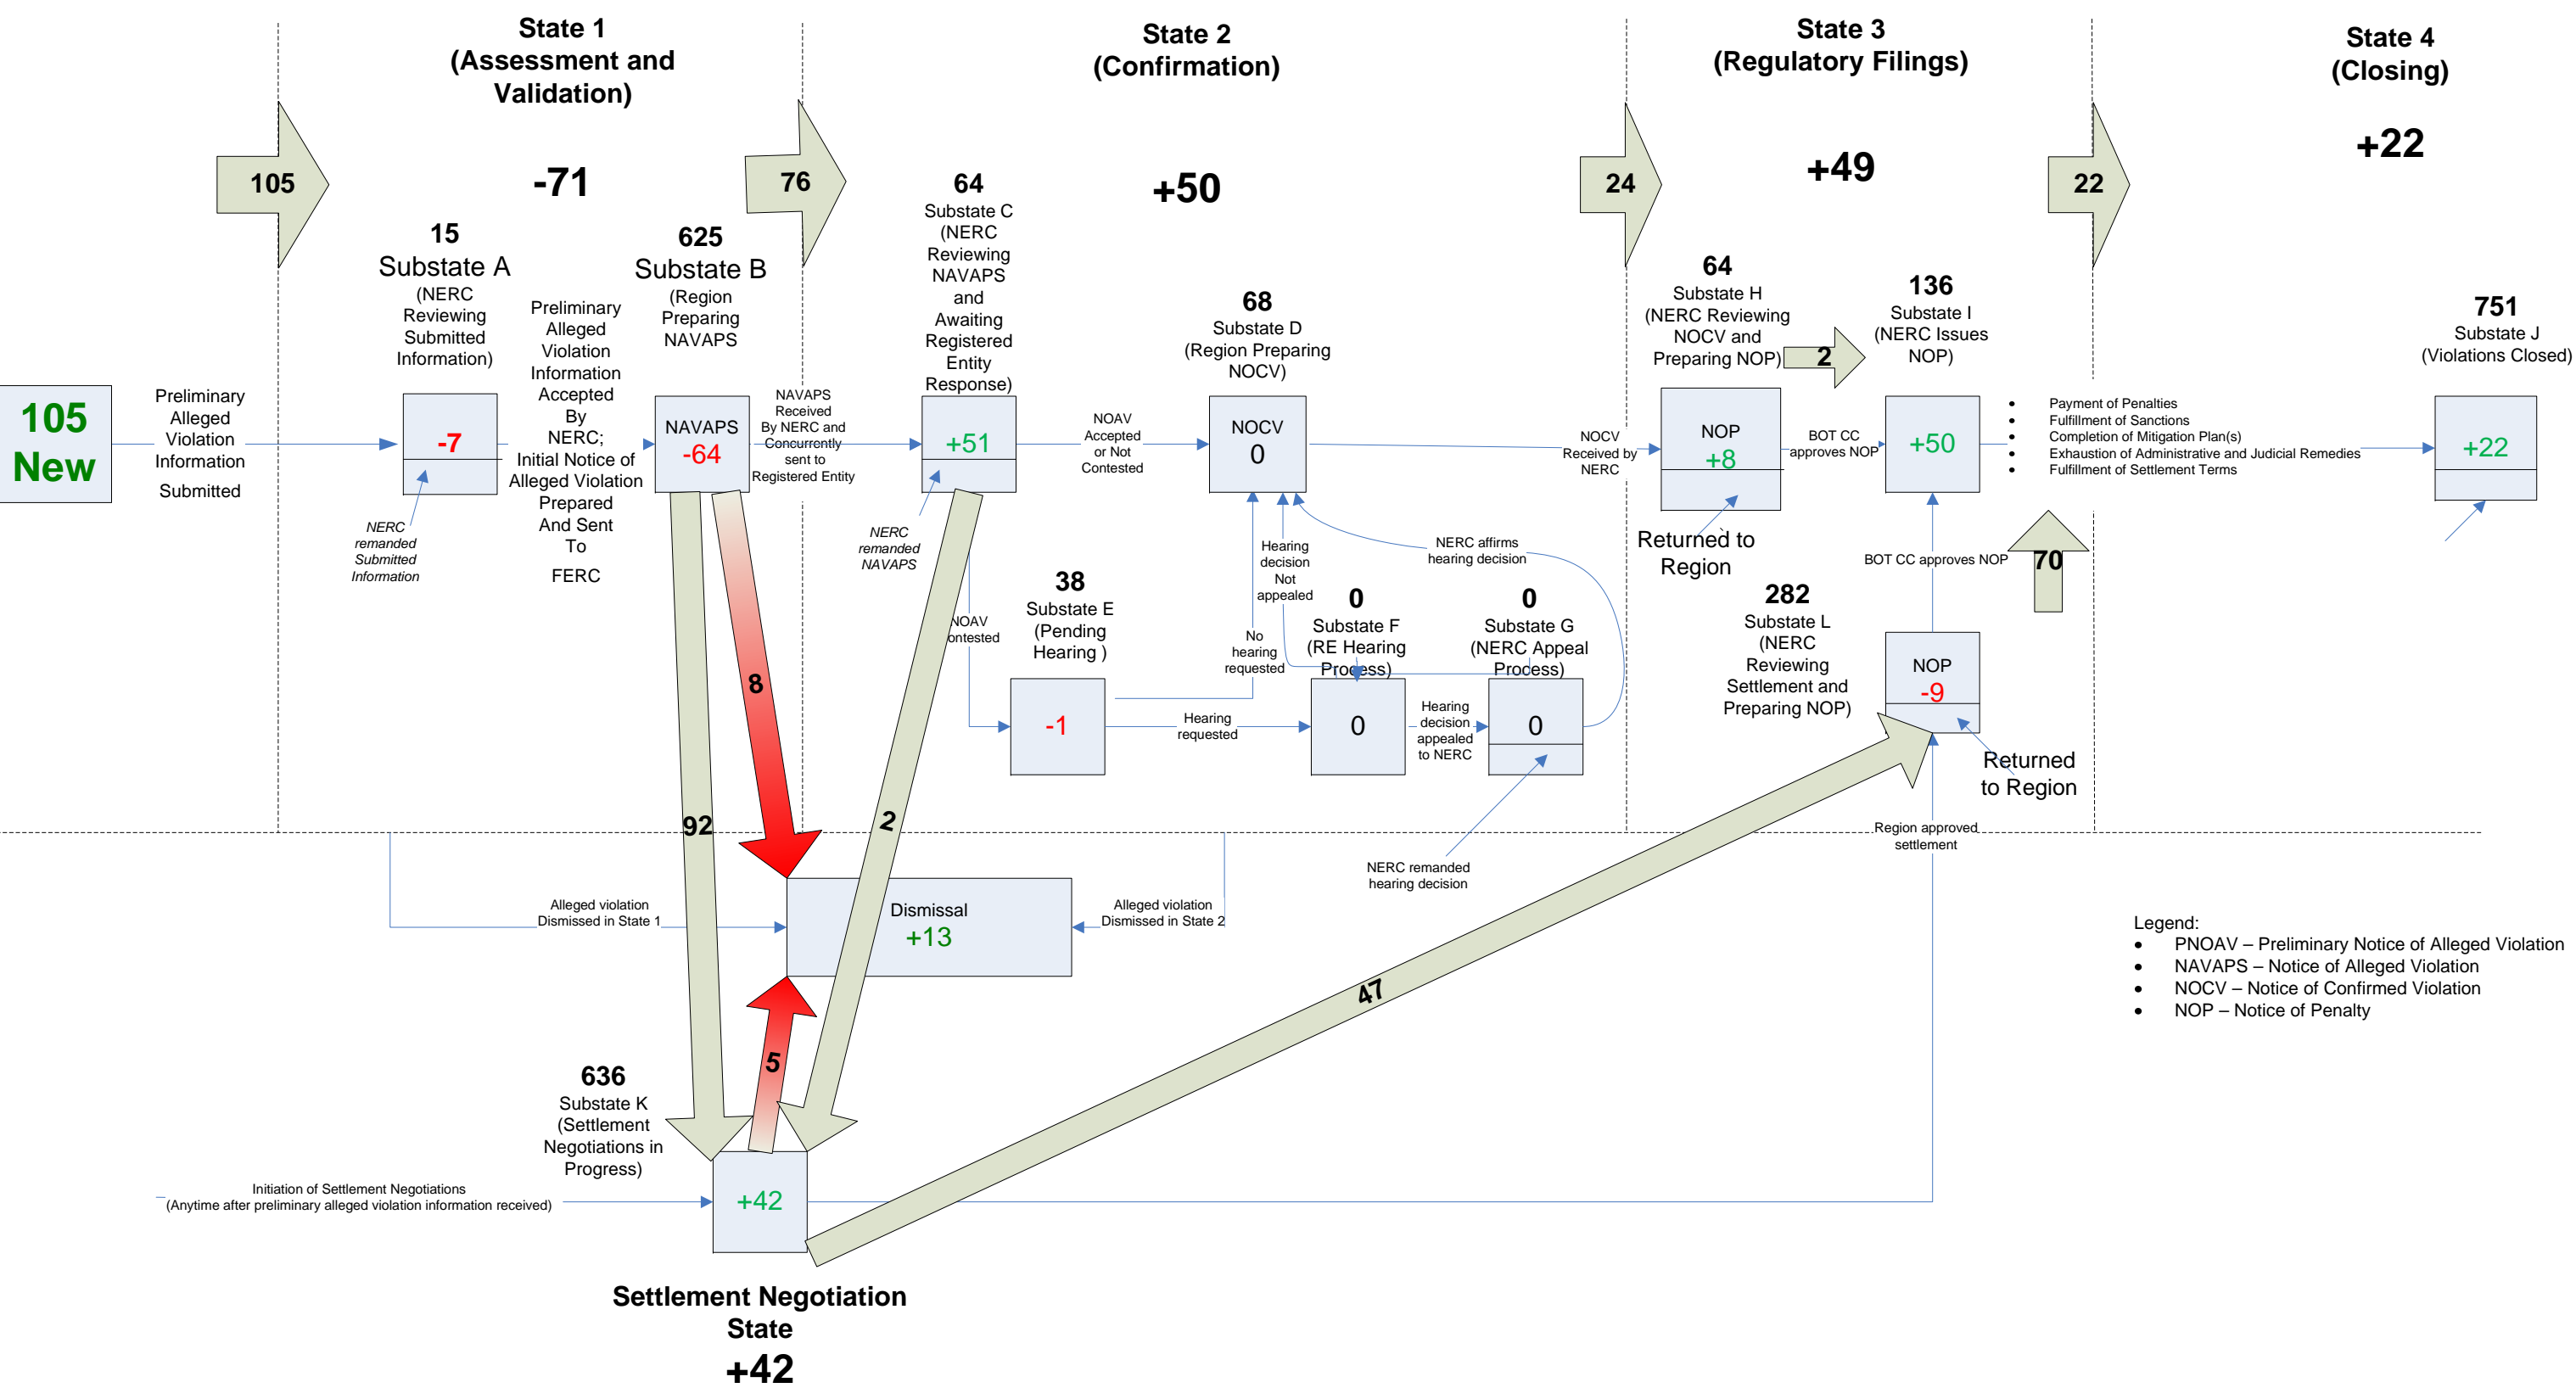 State 1
(Assessment and
Validation)
State 2
(Confirmation)
State 3
(Regulatory Filings)
State 4
(Closing)
105
-71
76
+50
24
+49
22
+22
15
Substate A
(NERC
Reviewing
Submitted
Information)
Preliminary
Alleged
Violation
Information
Accepted
By
NERC;
Initial Notice of
Alleged Violation
Prepared
And Sent
To
FERC
625
Substate B
(Region
Preparing
NAVAPS
64
Substate C
(NERC
Reviewing
NAVAPS
and
Awaiting
Registered
Entity
Response)
68
Substate D
(Region Preparing
NOCV)
64
Substate H
(NERC Reviewing
NOCV and
Preparing NOP)
2
136
Substate I
(NERC Issues
NOP)
751
Substate J
(Violations Closed)
105
New
Preliminary
Alleged
Violation
Information
Submitted
-7
NERC
remanded
Submitted
Information
NAVAPS
-64
NAVAPS
Received
By NERC and
Concurrently
sent to
Registered Entity
+51
NERC
remanded
NAVAPS
NOAV
Accepted
or Not
Contested
NOCV
0
NOCV
Received by
NERC
NOP
+8
Returned to
Region
BOT CC
approves NOP
+50
• Payment of Penalties
• Fulfillment of Sanctions
• Completion of Mitigation Plan(s)
• Exhaustion of Administrative and Judicial Remedies
• Fulfillment of Settlement Terms
+22
NOAV
ontested
38
Substate E
(Pending
Hearing )
-1
No
hearing
requested
Hearing
decision
Not
appealed
NERC affirms
hearing decision
Hearing
requested
0
Substate F
(RE Hearing
Process)
0
Hearing
decision
appealed
to NERC
0
Substate G
(NERC Appeal
Process)
0
NERC remanded
hearing decision
BOT CC approves NOP
70
282
Substate L
(NERC
Reviewing
Settlement and
Preparing NOP)
NOP
-9
Returned
to Region
Region approved
settlement
8
92
2
47
5
Alleged violation
Dismissed in State 1
Dismissal
+13
Alleged violation
Dismissed in State 2
Legend:
• PNOAV – Preliminary Notice of Alleged Violation
• NAVAPS – Notice of Alleged Violation
• NOCV – Notice of Confirmed Violation
• NOP – Notice of Penalty
636
Substate K
(Settlement
Negotiations in
Progress)
Initiation of Settlement Negotiations
(Anytime after preliminary alleged violation information received)
+42
Settlement Negotiation
State
+42